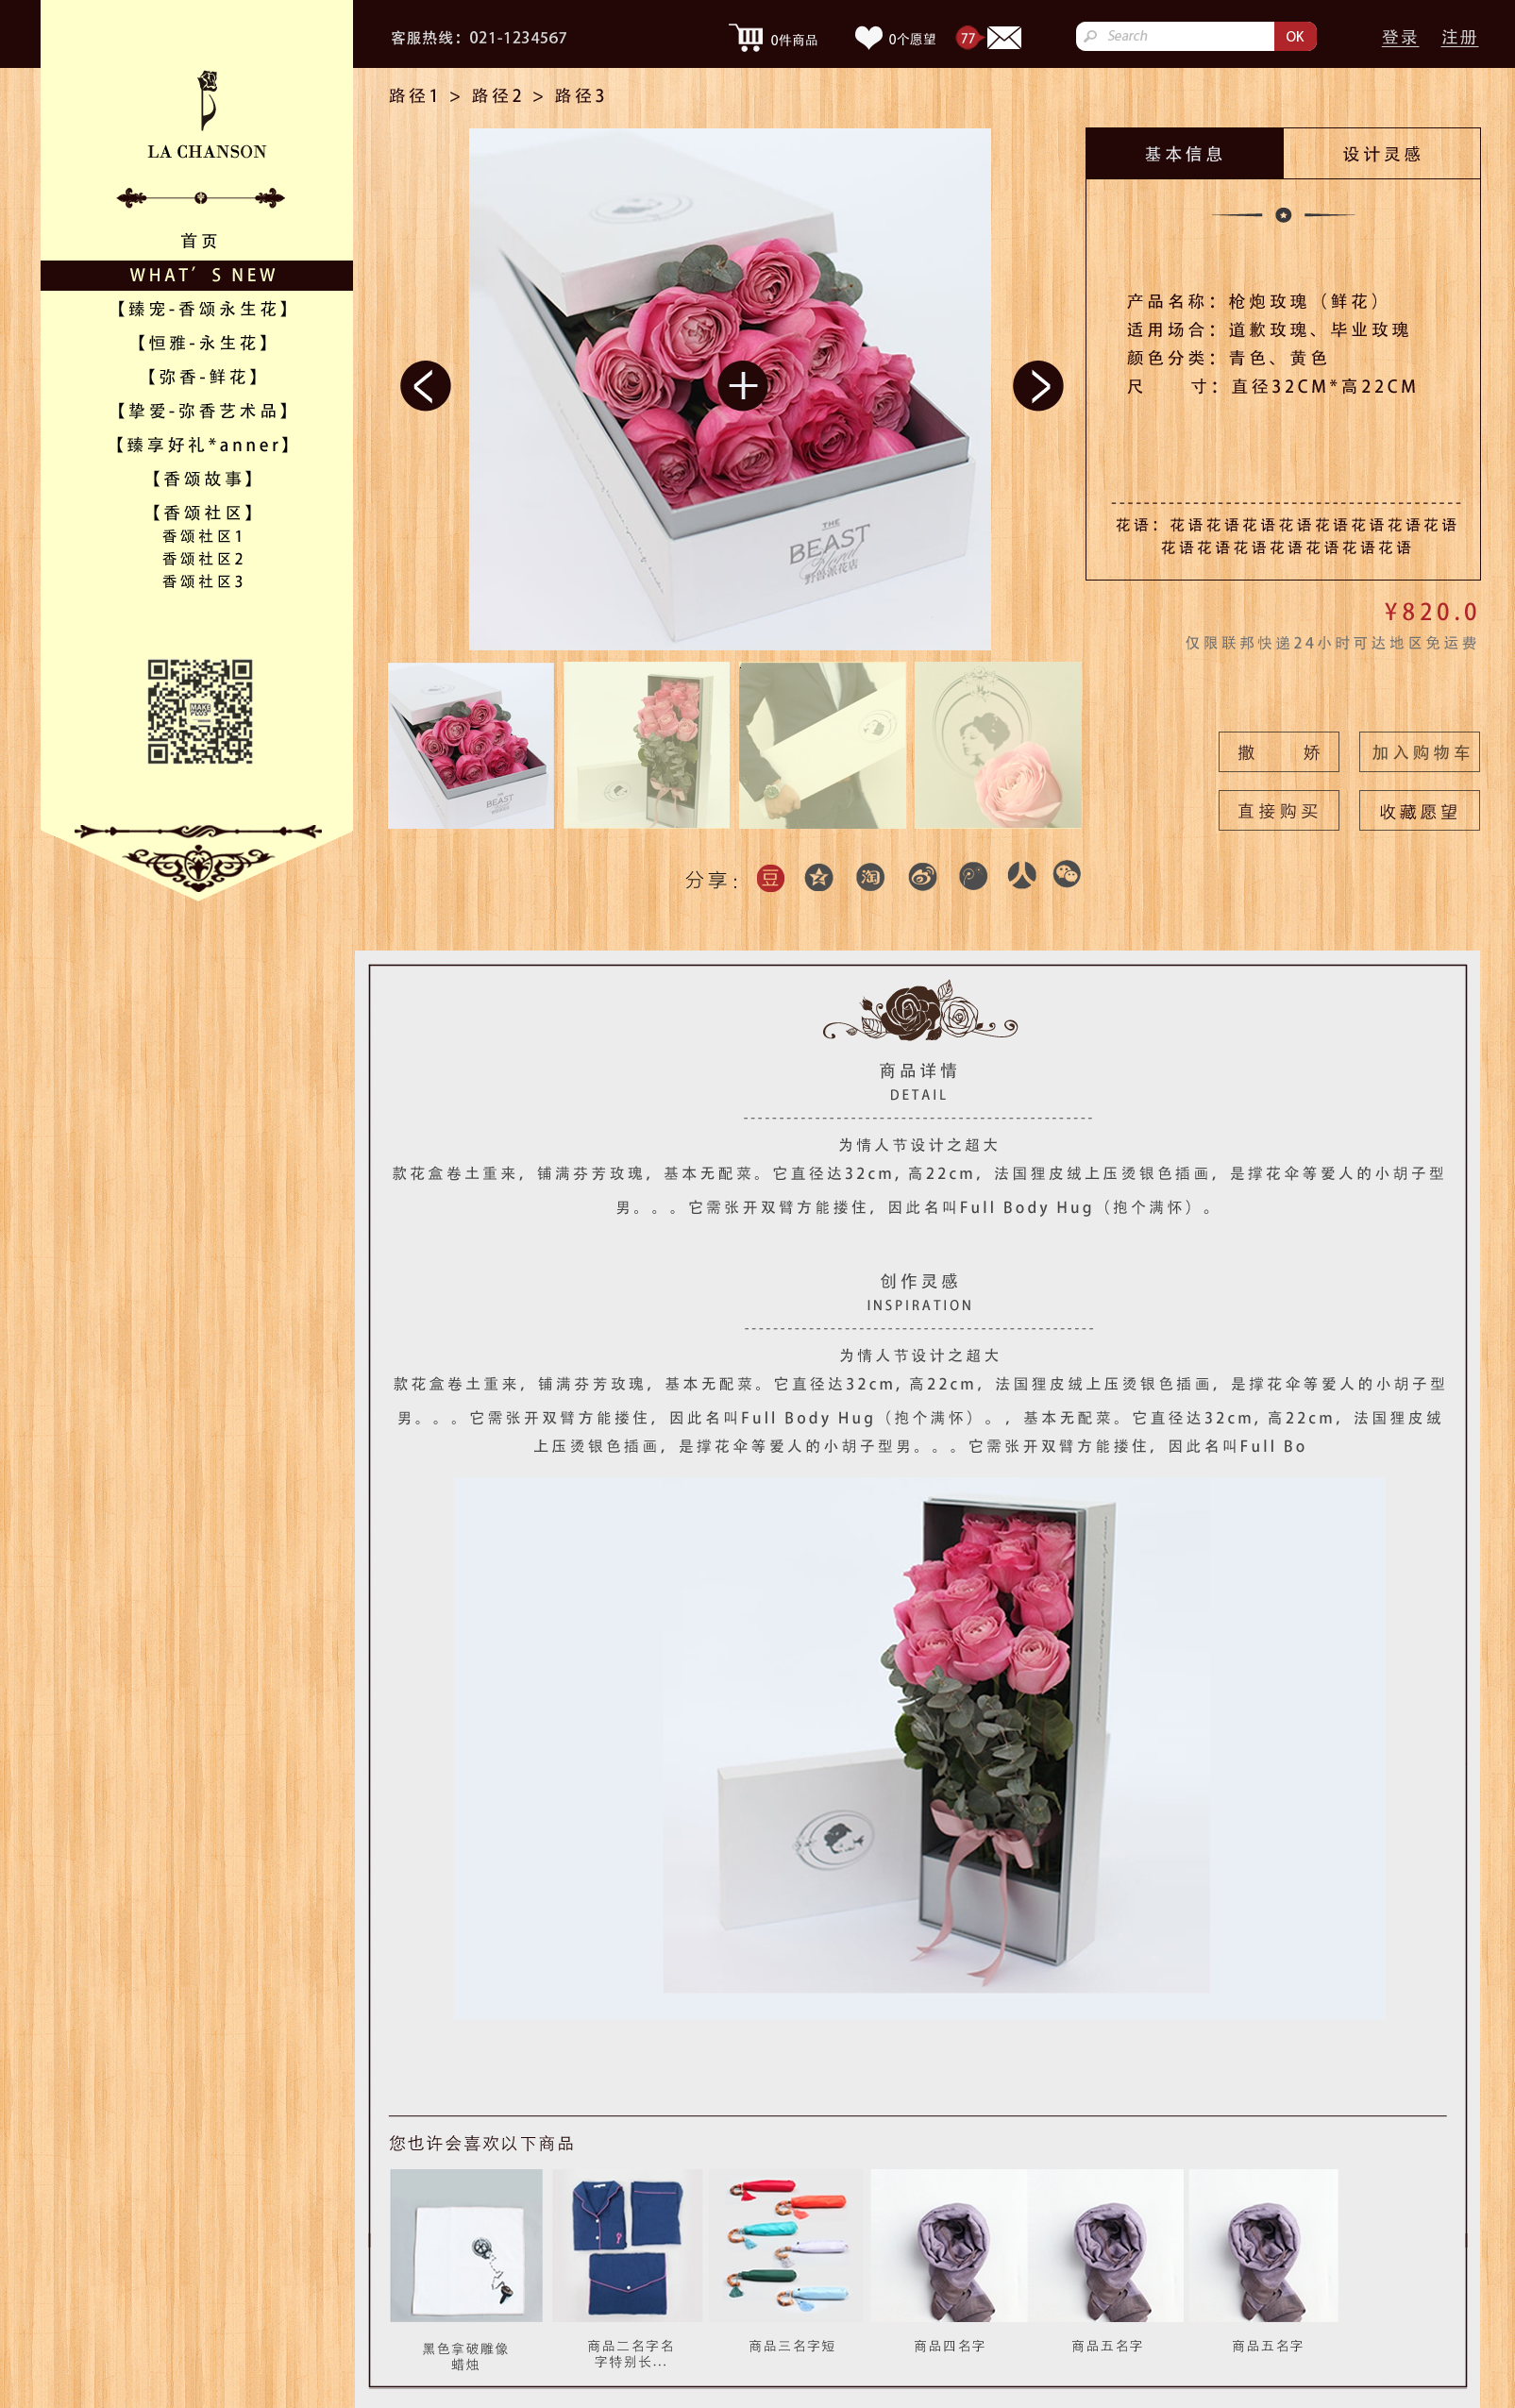 客服热线：021-1234567
0件商品
0个愿望
77
Search
OK
登录
注册
LA CHANSON
首页
WHAT′S NEW
【臻宠-香颂永生花】
【恒雅-永生花】
【弥香-鲜花】
【挚爱-弥香艺术品】
【臻享好礼*anner】
【香颂故事】
【香颂社区】
香颂社区1
香颂社区2
香颂社区3
MAKE
PLUS
路径1 > 路径2 > 路径3
THE
BEAST
野兽派花店
基本信息
设计灵感
产品名称：枪炮玫瑰（鲜花）
适用场合：道歉玫瑰、毕业玫瑰
颜色分类：青色、黄色
尺 寸：直径32CM*高22CM
花语：花语花语花语花语花语花语花语花语
花语花语花语花语花语花语花语
¥820.0
仅限联邦快递24小时可达地区免运费
撒 娇
加入购物车
直接购买
收藏愿望
BEAST
分享：
豆
淘
商品详情
DETAIL
为情人节设计之超大
款花盒卷土重来，铺满芬芳玫瑰，基本无配菜。它直径达32cm, 高22cm，法国狸皮绒上压烫银色插画，是撑花伞等爱人的小胡子型
男。。。它需张开双臂方能搂住，因此名叫Full Body Hug（抱个满怀）。
创作灵感
INSPIRATION
为情人节设计之超大
款花盒卷土重来，铺满芬芳玫瑰，基本无配菜。它直径达32cm, 高22cm，法国狸皮绒上压烫银色插画，是撑花伞等爱人的小胡子型
男。。。它需张开双臂方能搂住，因此名叫Full Body Hug（抱个满怀）。，基本无配菜。它直径达32cm, 高22cm，法国狸皮绒
上压烫银色插画，是撑花伞等爱人的小胡子型男。。。它需张开双臂方能搂住，因此名叫Full Bo
您也许会喜欢以下商品
黑色拿破雕像
蜡烛
商品二名字名
字特别长...
商品三名字短
商品四名字
商品五名字
商品五名字